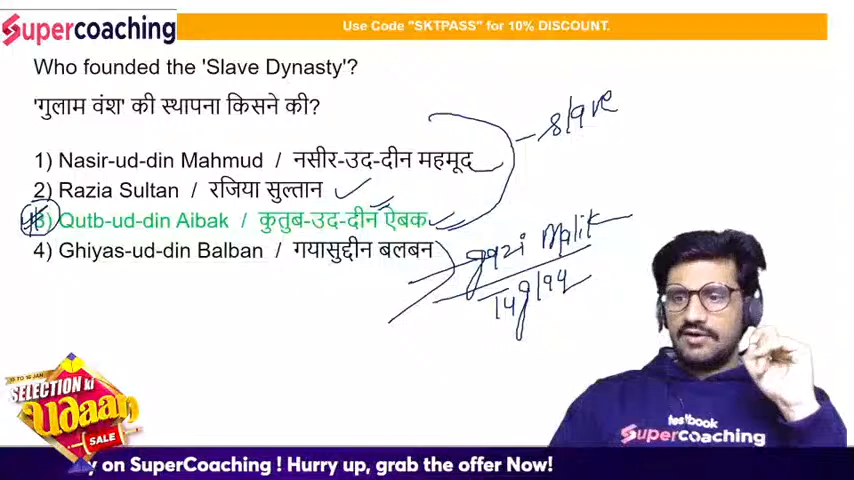 Supercoaching
Use Code "SKTPASS" for 10% DISCOUNT.
Who founded the 'Slave Dynasty'?
'गुलाम वंश' की स्थापना किसने की?
1) Nasir-ud-din Mahmud / नसीर-उद-दीन महमूद
2) Razia Sultan / रजिया सुल्तान
3) Qutb-ud-din Aibak / कुतुब-उद-दीन ऐबक
4) Ghiyas-ud-din Balban / गयासुद्दीन बलबन
slave
gazi Malik
SELECTION ki
उdaan
SALE
testbook
Supercoaching
y on SuperCoaching ! Hurry up, grab the offer Now!